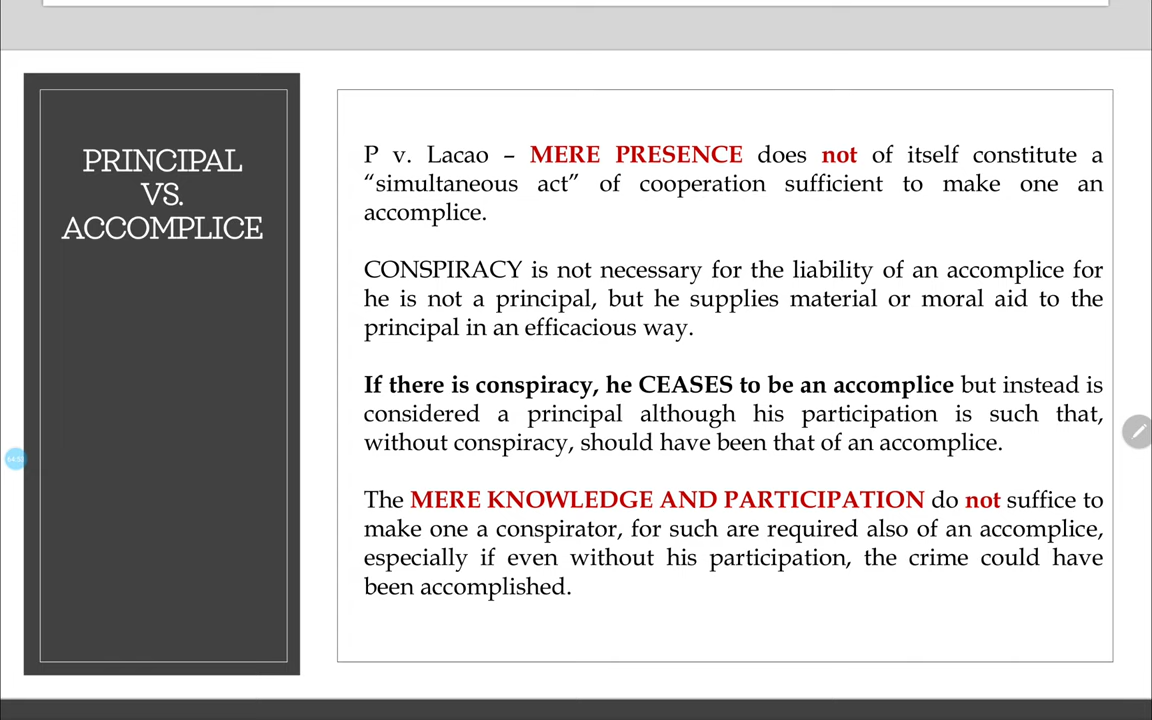 PRINCIPAL
VS.
ACCOMPLICE
P v. Lacao – MERE PRESENCE does not of itself constitute a
“simultaneous act” of cooperation sufficient to make one an
accomplice.
CONSPIRACY is not necessary for the liability of an accomplice for
he is not a principal, but he supplies material or moral aid to the
principal in an efficacious way.
If there is conspiracy, he CEASES to be an accomplice but instead is
considered a principal although his participation is such that,
without conspiracy, should have been that of an accomplice.
The MERE KNOWLEDGE AND PARTICIPATION do not suffice to
make one a conspirator, for such are required also of an accomplice,
especially if even without his participation, the crime could have
been accomplished.